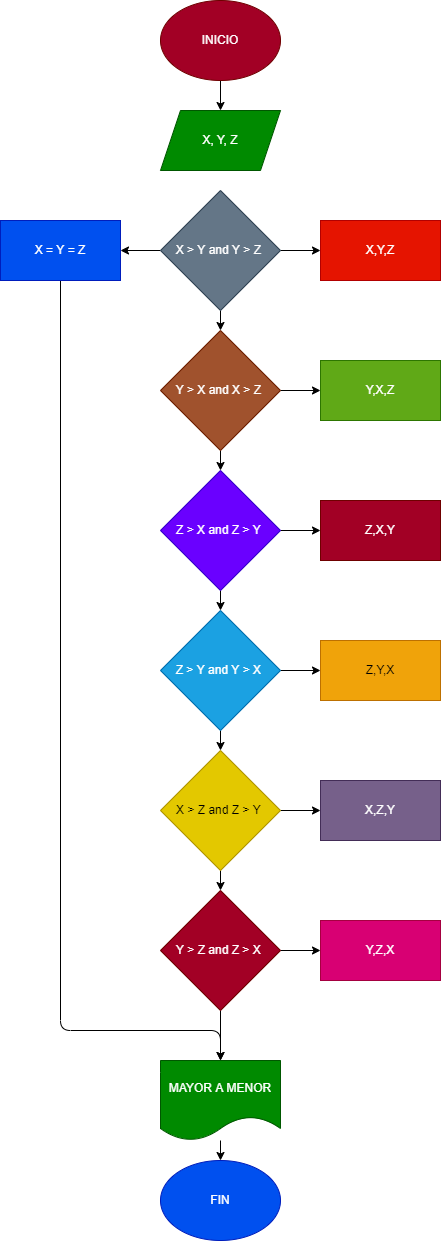 INICIO
X, Y, Z
X = Y = Z
X > Y and Y > Z
X,Y,Z
Y > X and X > Z
Y,X,Z
Z > X and Z > Y
Z,X,Y
Z > Y and Y > X
Z,Y,X
X > Z and Z > Y
X,Z,Y
Y > Z and Z > X
Y,Z,X
MAYOR A MENOR
FIN